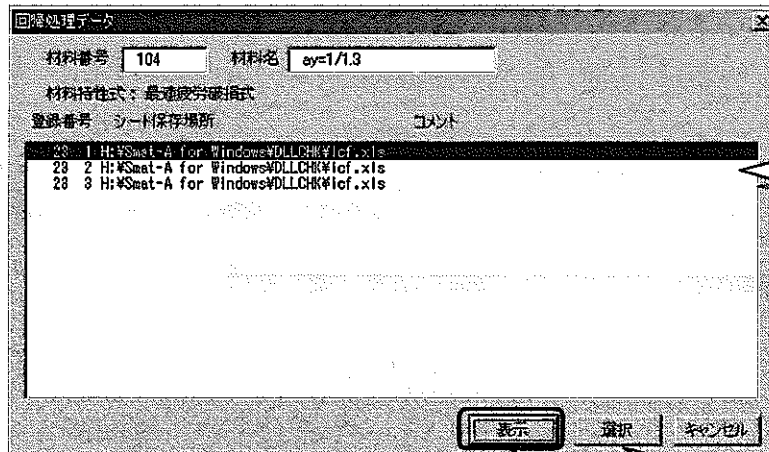 回帰処理データ
材料番号 104 材料名 ay=1/1.3
材料特性式： 最速疲労破損式
登録番号 シート保存場所 コメント
23 1 H:¥Smat-A for Windows¥DLLCHK¥lcf.xls
23 2 H:¥Smat-A for Windows¥DLLCHK¥lcf.xls
23 3 H:¥Smat-A for Windows¥DLLCHK¥lcf.xls
表示 選択 キャンセル